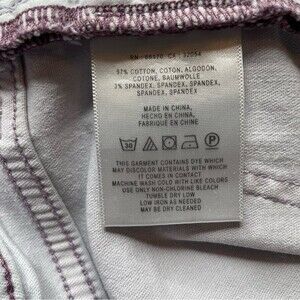 97% COTTON, COTON, ALGODON,
COTONE, BAUMWOLLE
3% SPANDEX, SPANDEX, SPANDEX,
SPANDEX, SPANDEX
MADE IN CHINA,
HECHO EN CHINA,
FABRIQUE EN CHINE
30
THIS GARMENT CONTAINS DYE WHICH
MAY DISCOLOR MATERIALS WITH WHICH
IT COMES IN CONTACT
MACHINE WASH COLD WITH LIKE COLORS
USE ONLY NON-CHLORINE BLEACH
TUMBLE DRY LOW
LOW IRON AS NEEDED
MAY BE DRY CLEANED